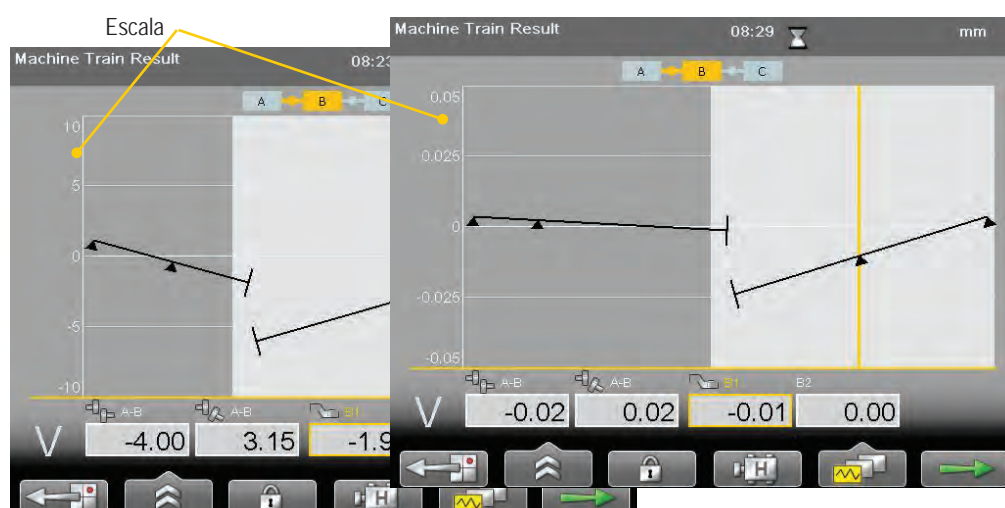 Escala
Machine Train Result 08:23
A B C
10
5
0
-5
-10
A-B A-B B1
V -4.00 3.15 -1.9
H
Machine Train Result 08:29 mm
A B C
0.05
0.025
0
-0.025
-0.05
A-B A-B B1 B2
V -0.02 0.02 -0.01 0.00
H